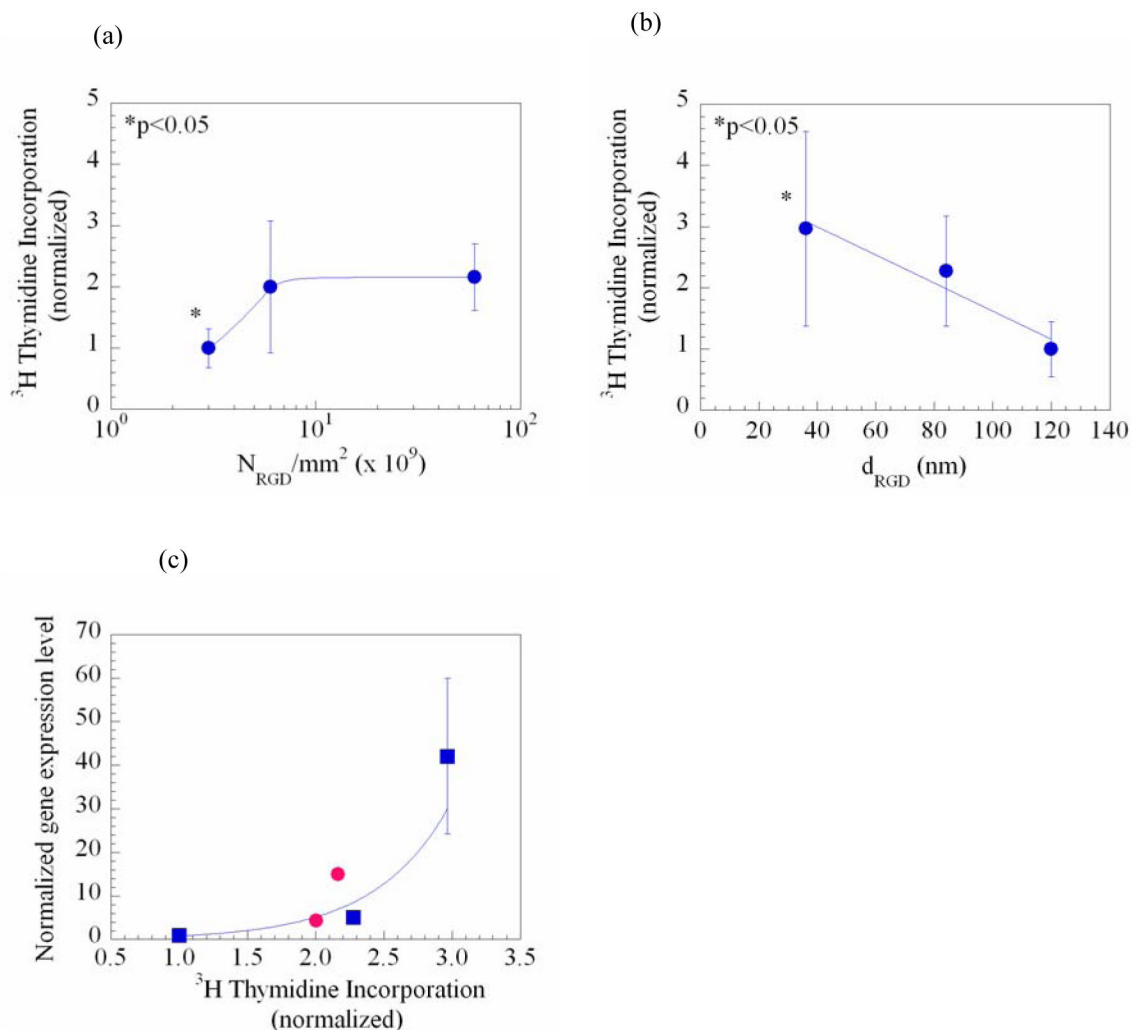 (a)
5
4
3
2
1
0
*p<0.05
*
10⁰
10¹
10²
³H Thymidine Incorporation
(normalized)
N_RGD/mm² (x 10⁹)
(b)
5
4
3
2
1
0
*p<0.05
*
0 20 40 60 80 100 120 140
³H Thymidine Incorporation
(normalized)
d_RGD (nm)
(c)
70
60
50
40
30
20
10
0
0.5 1.0 1.5 2.0 2.5 3.0 3.5
Normalized gene expression level
³H Thymidine Incorporation
(normalized)